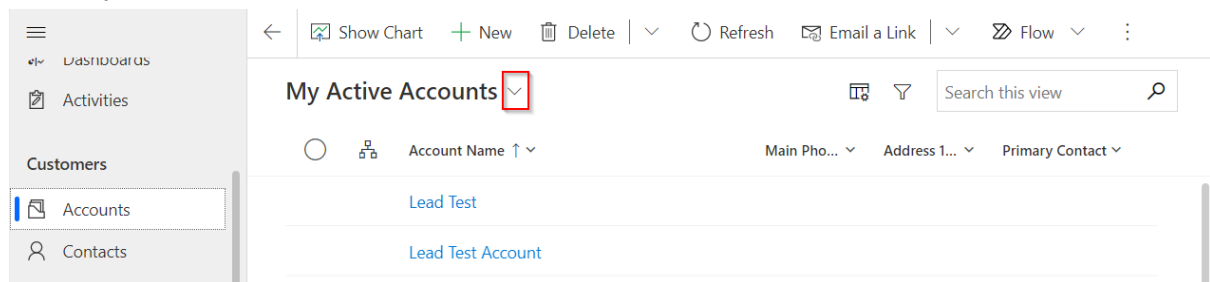 Show Chart New Delete Refresh Email a Link Flow
Dashboards
Activities
My Active Accounts
Search this view
Customers
Account Name Main Pho... Address 1... Primary Contact
Accounts
Lead Test
Contacts
Lead Test Account